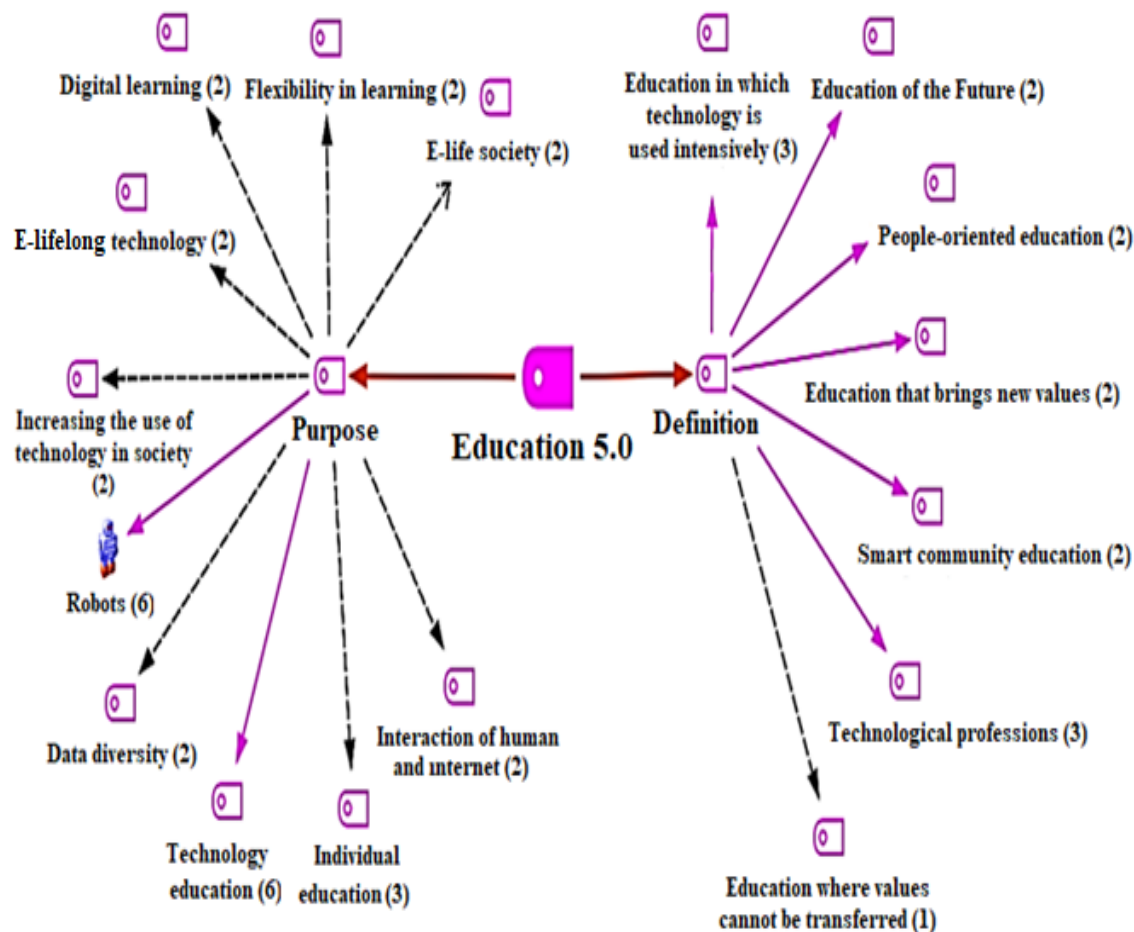 Digital learning (2)
Flexibility in learning (2)
E-life society (2)
E-lifelong technology (2)
Increasing the use of
technology in society
(2)
Purpose
Robots (6)
Data diversity (2)
Technology
education (6)
Individual
education (3)
Interaction of human
and ınternet (2)
Education 5.0
Education in which
technology is
used intensively (3)
Education of the Future (2)
People-oriented education (2)
Education that brings new values (2)
Definition
Smart community education (2)
Technological professions (3)
Education where values
cannot be transferred (1)